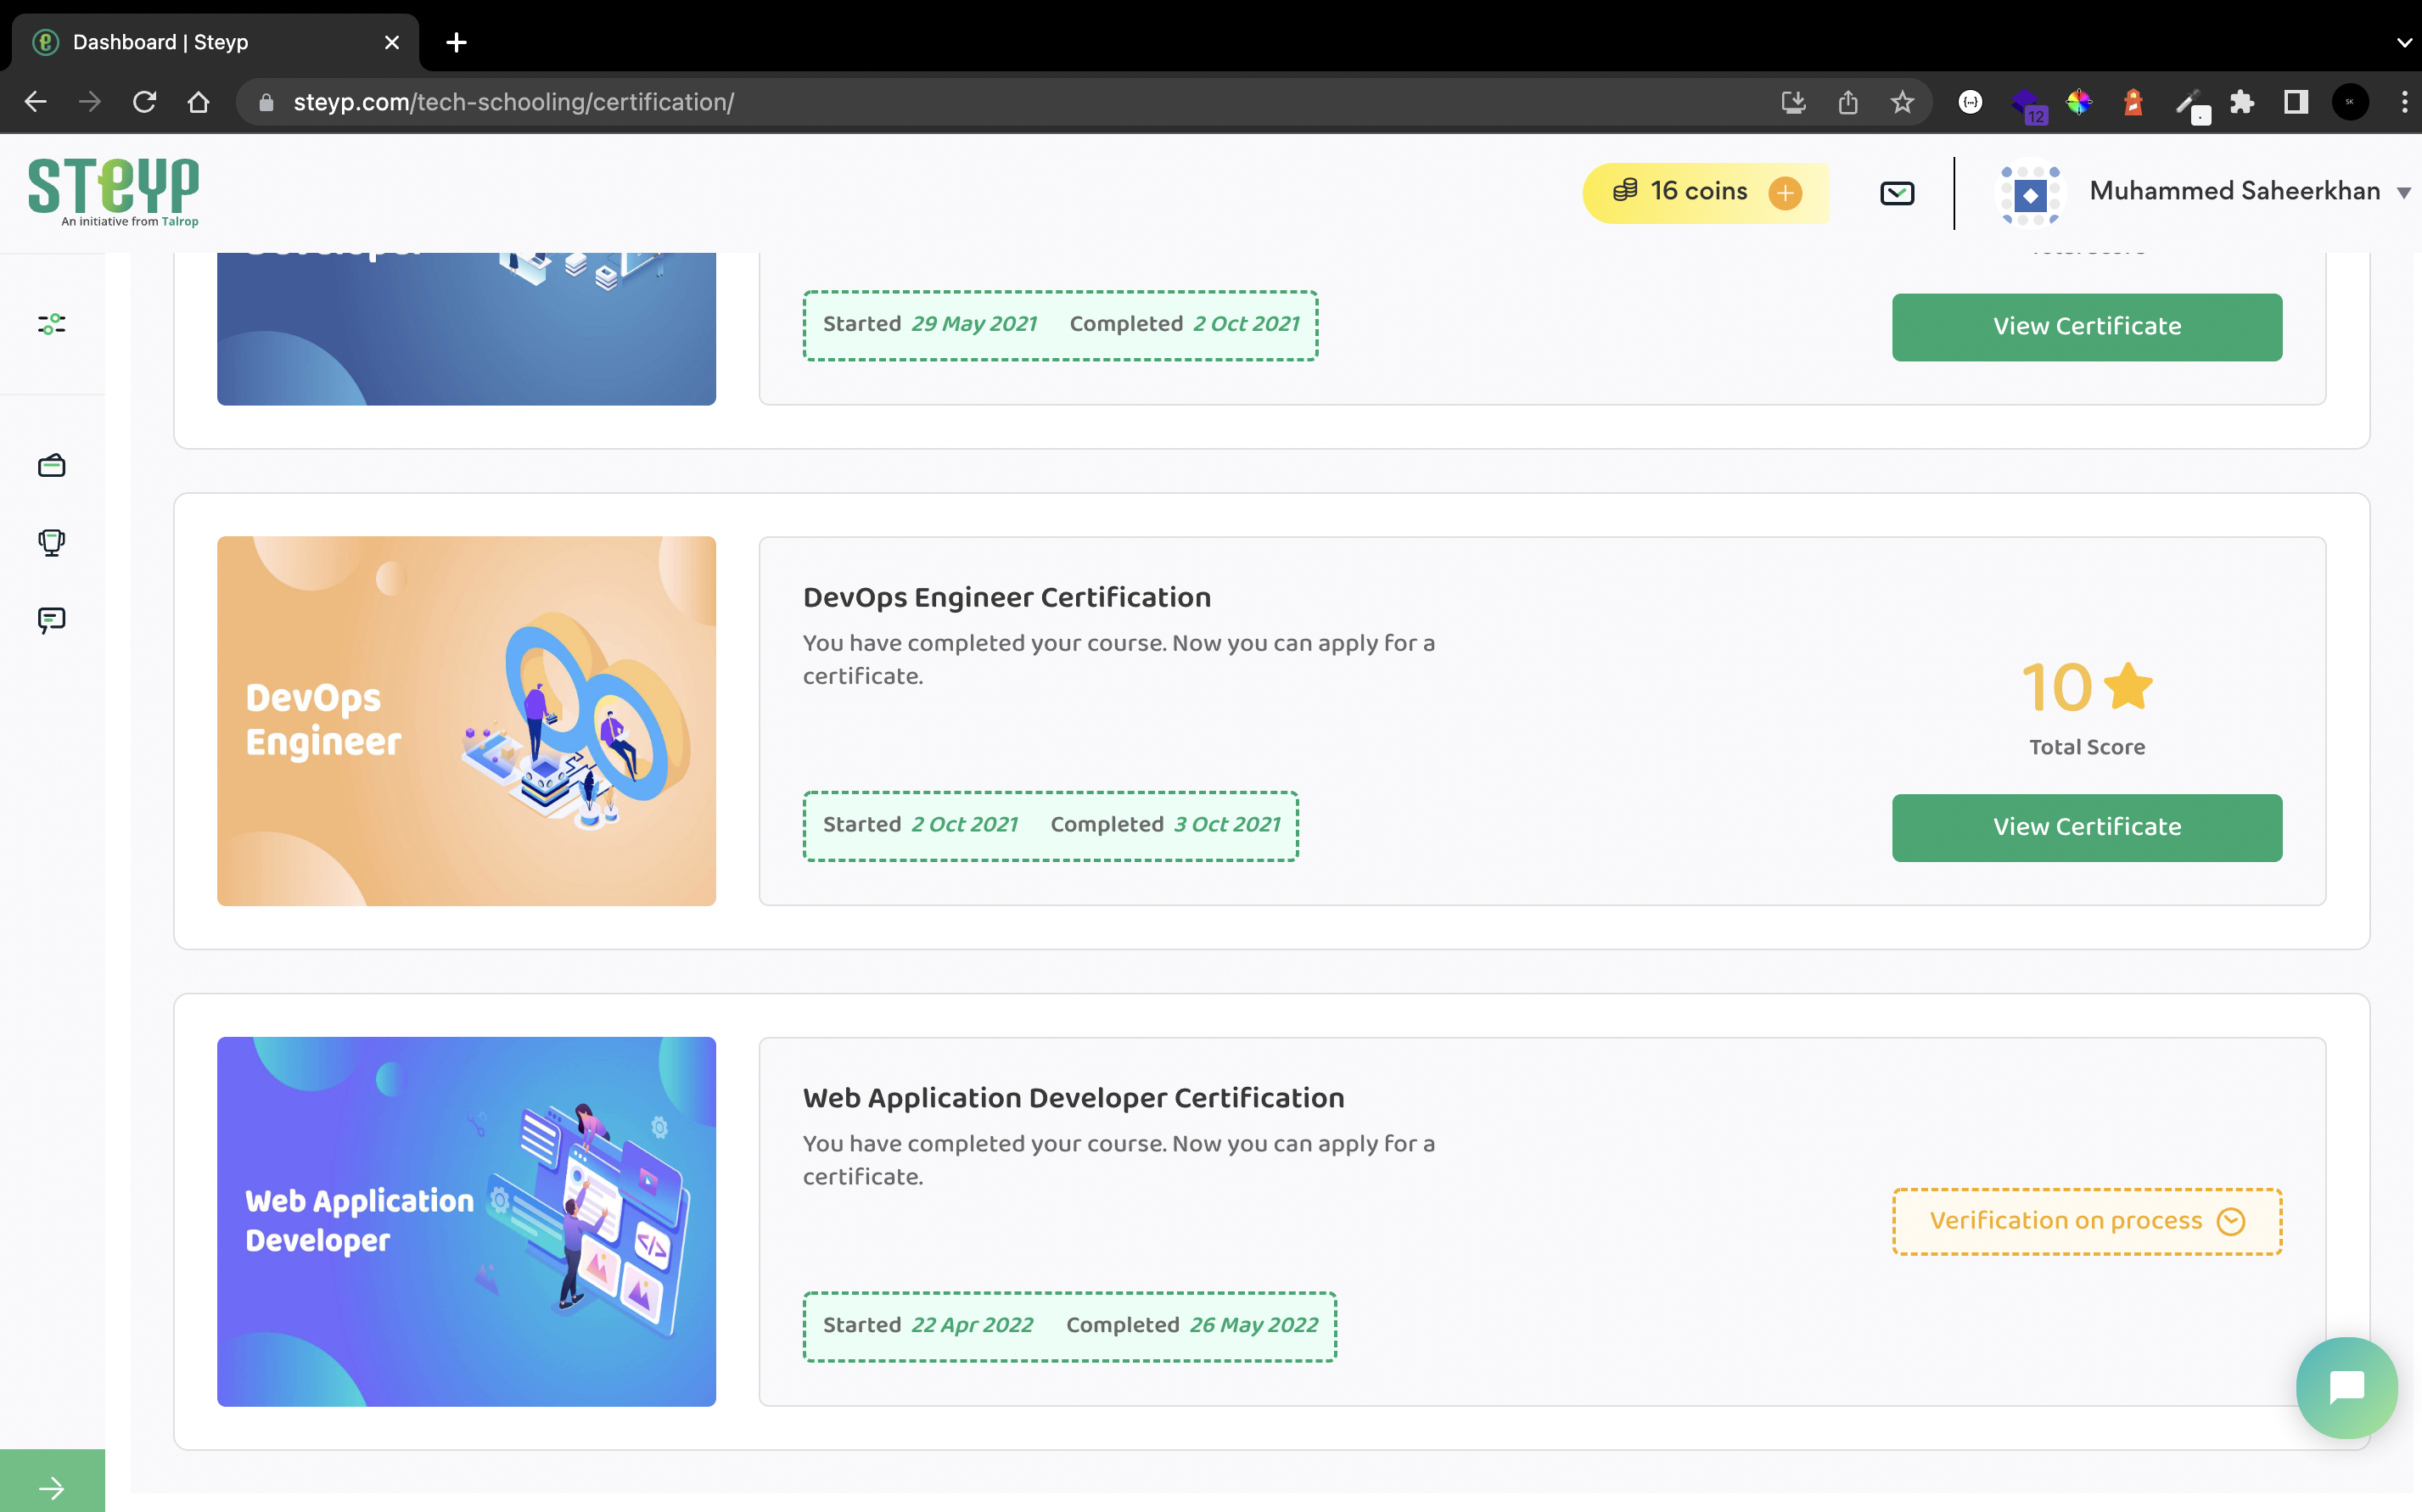 Dashboard | Steyp
steyp.com/tech-schooling/certification/
12
SK
STeYP
An initiative from Talrop
16 coins
Muhammed Saheerkhan
Started 29 May 2021 Completed 2 Oct 2021
View Certificate
DevOps
Engineer
DevOps Engineer Certification
You have completed your course. Now you can apply for a
certificate.
10
Total Score
Started 2 Oct 2021 Completed 3 Oct 2021
View Certificate
Web Application
Developer
Web Application Developer Certification
You have completed your course. Now you can apply for a
certificate.
Verification on process
Started 22 Apr 2022 Completed 26 May 2022